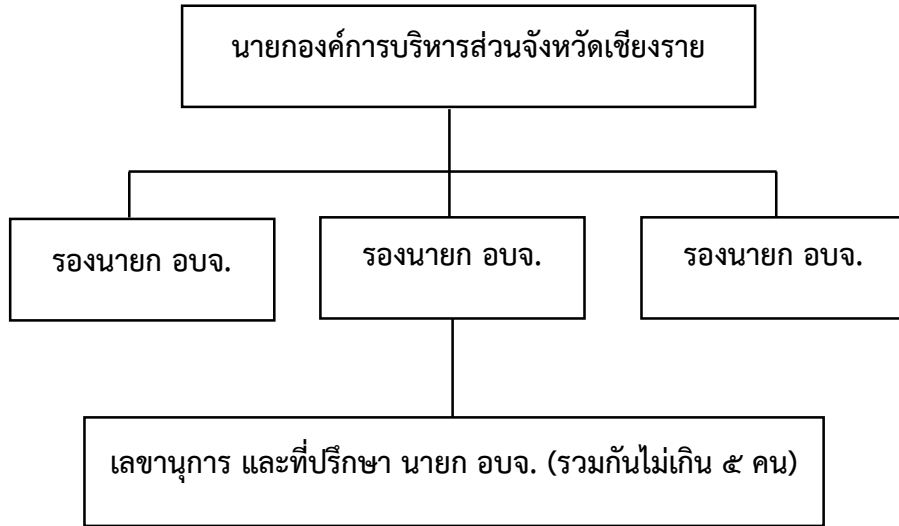 นายกองค์การบริหารส่วนจังหวัดเชียงราย
รองนายก อบจ.
รองนายก อบจ.
รองนายก อบจ.
เลขานุการ และที่ปรึกษา นายก อบจ. (รวมกันไม่เกิน ๕ คน)